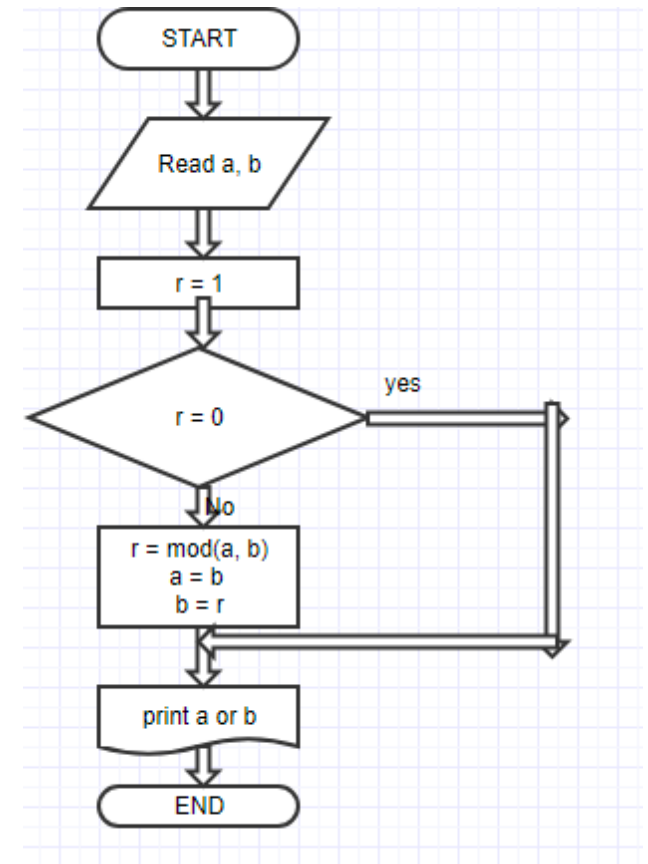 START
Read a, b
r = 1
yes
r = 0
No
r = mod(a, b)
a = b
b = r
print a or b
END